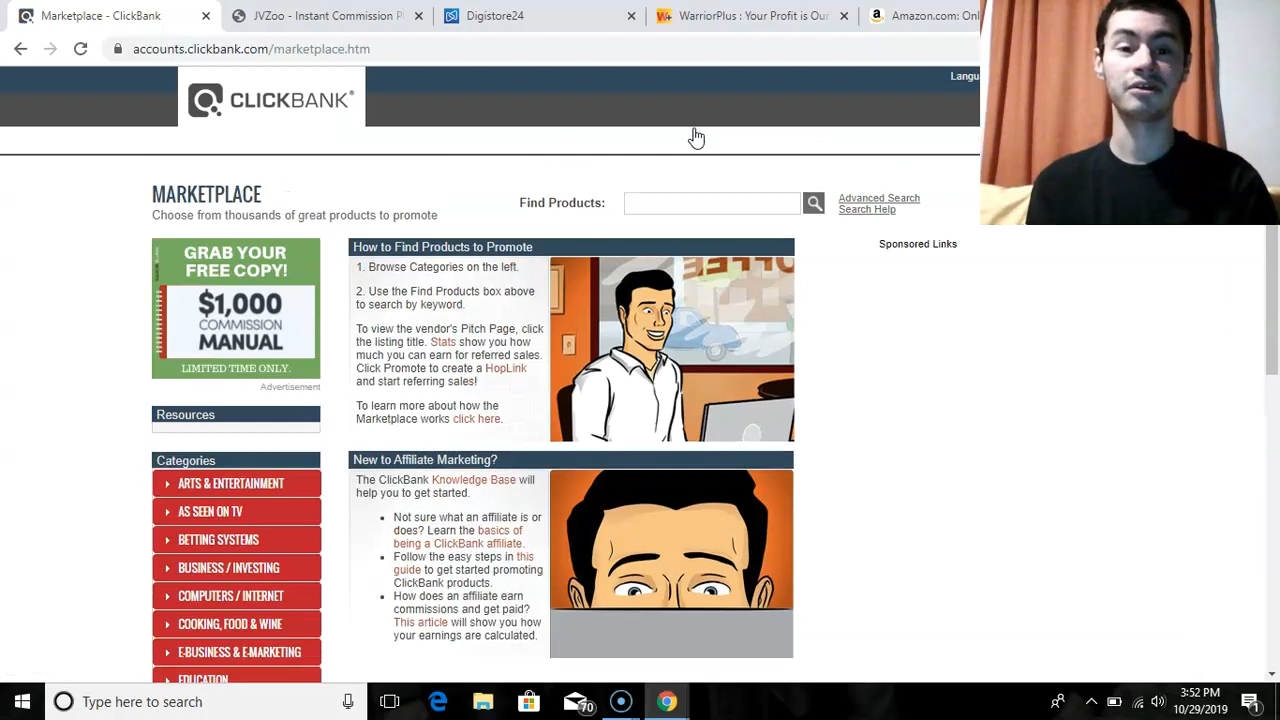 Marketplace - ClickBank
JVZoo - Instant Commission
Digistore24
WarriorPlus : Your Profit is Our
Amazon.com: Onl
accounts.clickbank.com/marketplace.htm
Langu
CLICKBANK®
MARKETPLACE
Choose from thousands of great products to promote
Find Products:
Advanced Search
Search Help
Sponsored Links
GRAB YOUR
FREE COPY!
$1,000
COMMISSION
MANUAL
LIMITED TIME ONLY.
Advertisement
Resources
Categories
ARTS & ENTERTAINMENT
AS SEEN ON TV
BETTING SYSTEMS
BUSINESS / INVESTING
COMPUTERS / INTERNET
COOKING, FOOD & WINE
E-BUSINESS & E-MARKETING
EDUCATION
How to Find Products to Promote
1. Browse Categories on the left.
2. Use the Find Products box above
to search by keyword.
To view the vendor's Pitch Page, click
the listing title. Stats show you how
much you can earn for referred sales.
Click Promote to create a HopLink
and start referring sales!
To learn more about how the
Marketplace works click here.
New to Affiliate Marketing?
The ClickBank Knowledge Base will
help you to get started.
• Not sure what an affiliate is or
does? Learn the basics of
being a ClickBank affiliate.
• Follow the easy steps in this
guide to get started promoting
ClickBank products.
• How does an affiliate earn
commissions and get paid?
This article will show you how
your earnings are calculated.
Type here to search
70
3:52 PM
10/29/2019
1